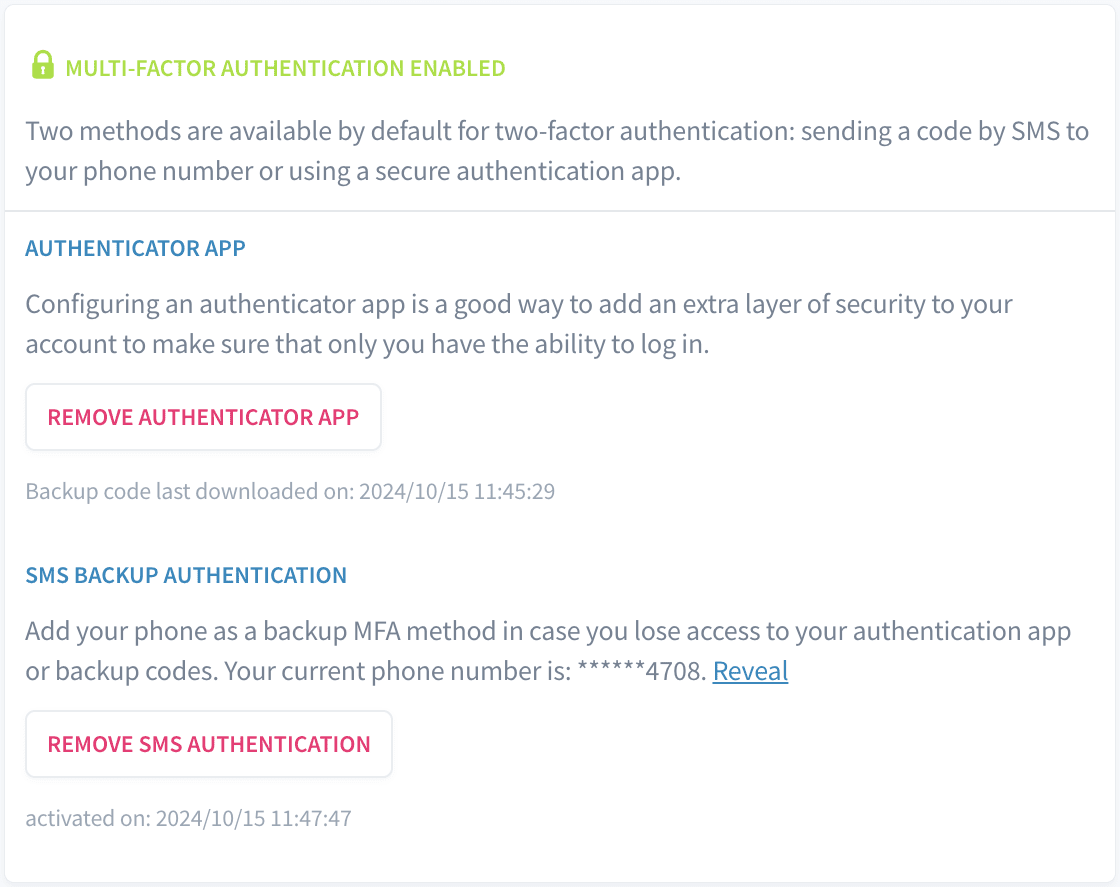 MULTI-FACTOR AUTHENTICATION ENABLED
Two methods are available by default for two-factor authentication: sending a code by SMS to
your phone number or using a secure authentication app.
AUTHENTICATOR APP
Configuring an authenticator app is a good way to add an extra layer of security to your
account to make sure that only you have the ability to log in.
REMOVE AUTHENTICATOR APP
Backup code last downloaded on: 2024/10/15 11:45:29
SMS BACKUP AUTHENTICATION
Add your phone as a backup MFA method in case you lose access to your authentication app
or backup codes. Your current phone number is: ******4708. Reveal
REMOVE SMS AUTHENTICATION
activated on: 2024/10/15 11:47:47